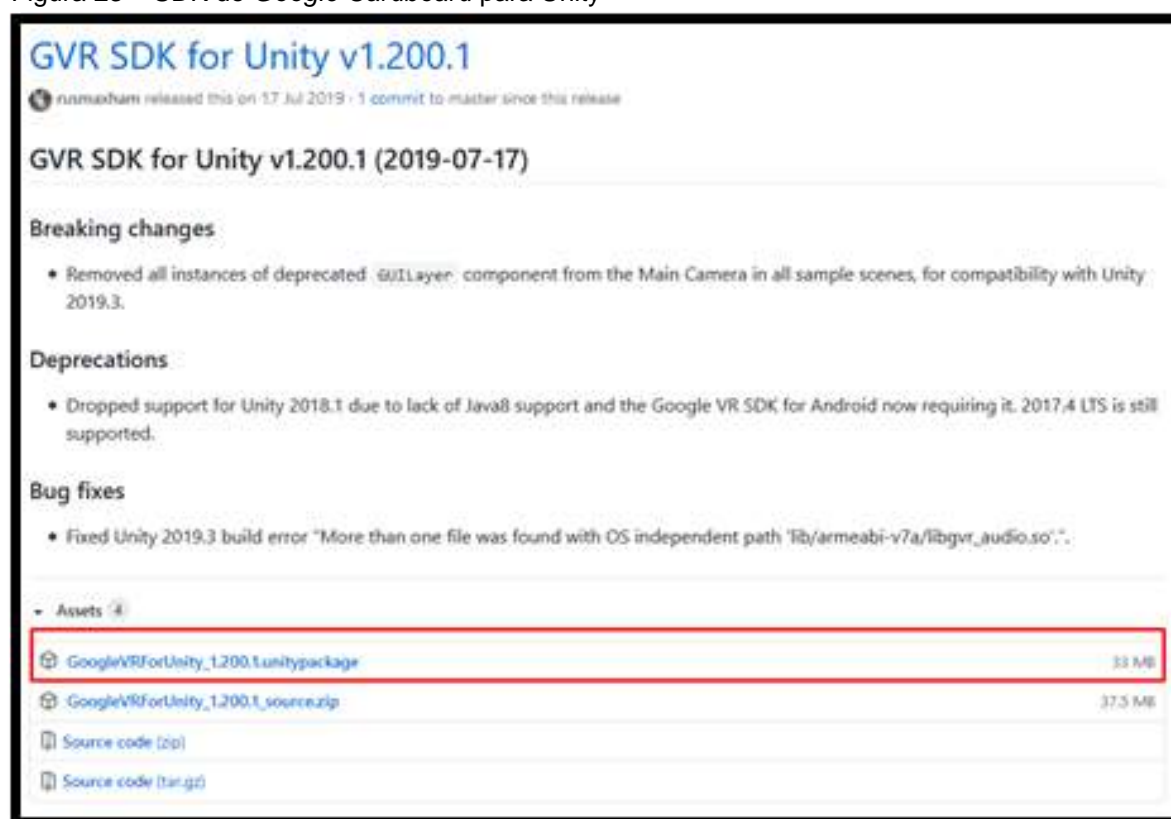 GVR SDK for Unity v1.200.1
rusmaxham released this on 17 Jul 2019 · 1 commit to master since this release
GVR SDK for Unity v1.200.1 (2019-07-17)
Breaking changes
• Removed all instances of deprecated GUILayer component from the Main Camera in all sample scenes, for compatibility with Unity
2019.3.
Deprecations
• Dropped support for Unity 2018.1 due to lack of Java8 support and the Google VR SDK for Android now requiring it. 2017.4 LTS is still
supported.
Bug fixes
• Fixed Unity 2019.3 build error "More than one file was found with OS independent path 'lib/armeabi-v7a/libgvr_audio.so'.".
Assets 4
GoogleVRForUnity_1.200.1.unitypackage 33 MB
GoogleVRForUnity_1.200.1_source.zip 37.5 MB
Source code (zip)
Source code (tar.gz)